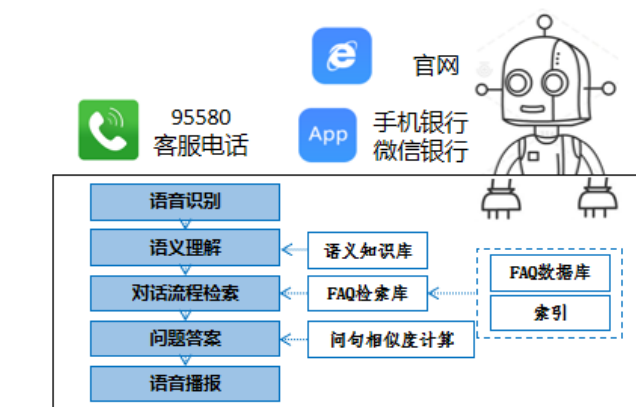 官网
95580
客服电话
App
手机银行
微信银行
语音识别
语义理解
语义知识库
对话流程检索
FAQ检索库
FAQ数据库
索引
问题答案
问句相似度计算
语音播报